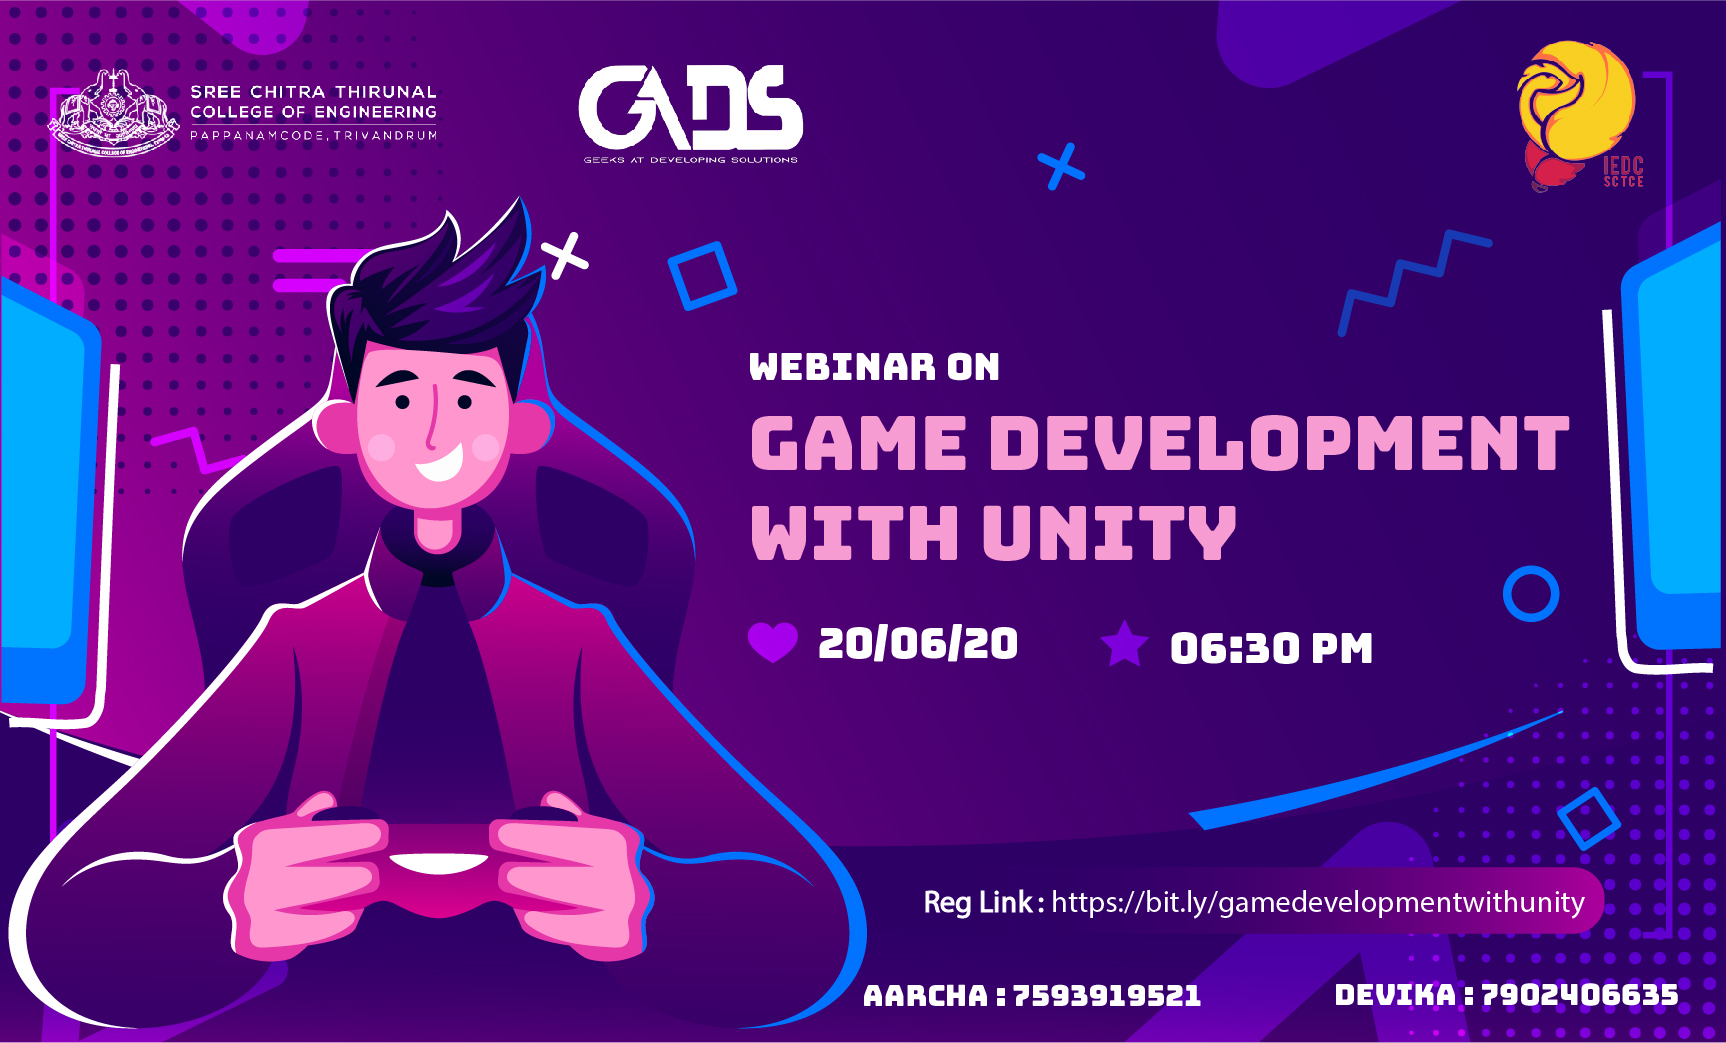 SREE CHITRA THIRUNAL
COLLEGE OF ENGINEERING
PAPPANAMCODE, TRIVANDRUM
GADS
GEEKS AT DEVELOPING SOLUTIONS
IEDC
SCTCE
WEBINAR ON
GAME DEVELOPMENT
WITH UNITY
20/06/20
06:30 PM
Reg Link : https://bit.ly/gamedevelopmentwithunity
AARCHA : 7593919521
DEVIKA : 7902406635